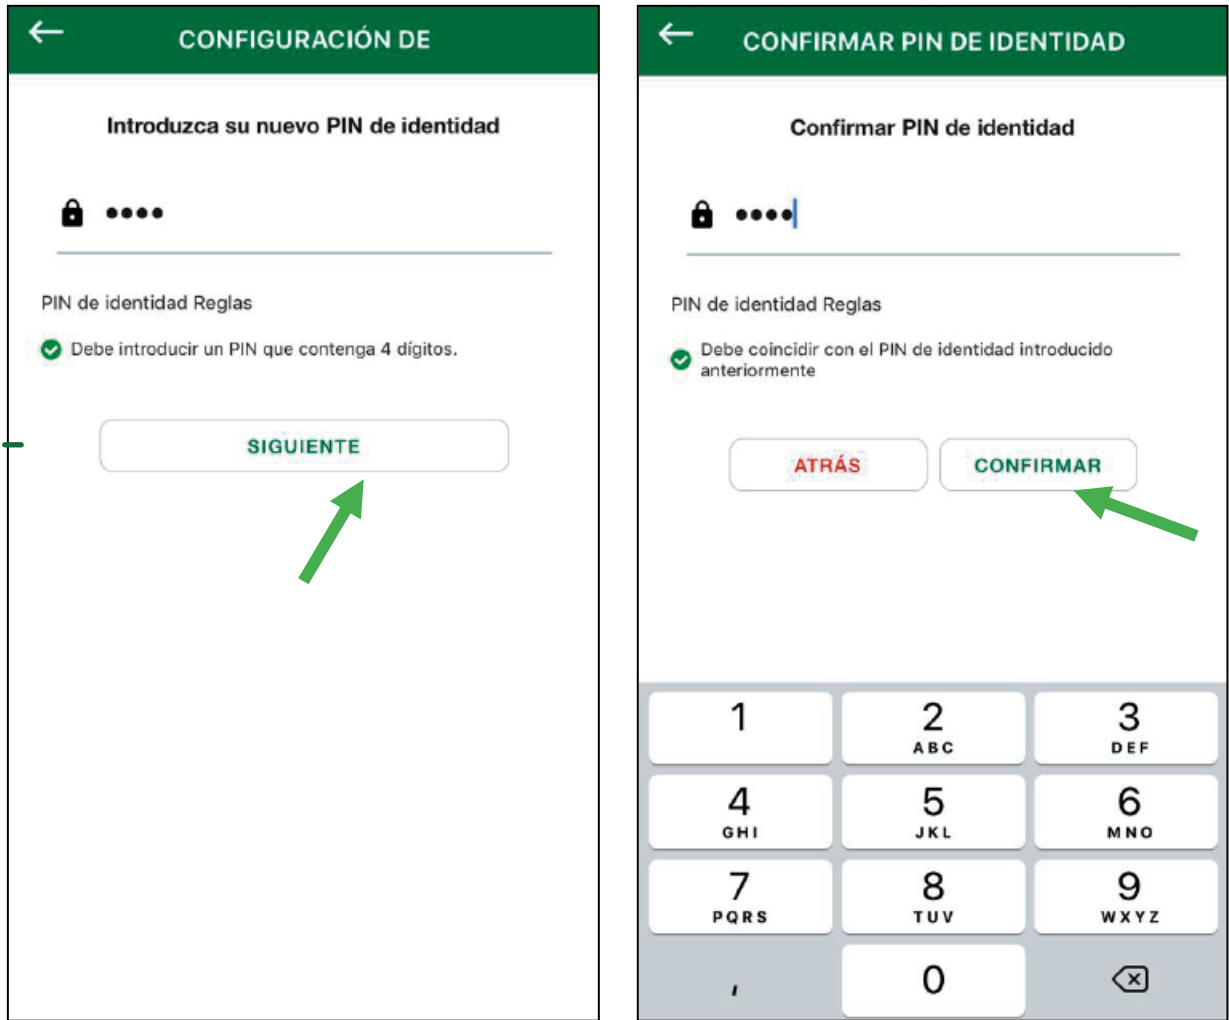 CONFIGURACIÓN DE
Introduzca su nuevo PIN de identidad
PIN de identidad Reglas
Debe introducir un PIN que contenga 4 dígitos.
SIGUIENTE
CONFIRMAR PIN DE IDENTIDAD
Confirmar PIN de identidad
PIN de identidad Reglas
Debe coincidir con el PIN de identidad introducido
anteriormente
ATRÁS CONFIRMAR
1 2 3
ABC DEF
4 5 6
GHI JKL MNO
7 8 9
PQRS TUV WXYZ
, 0